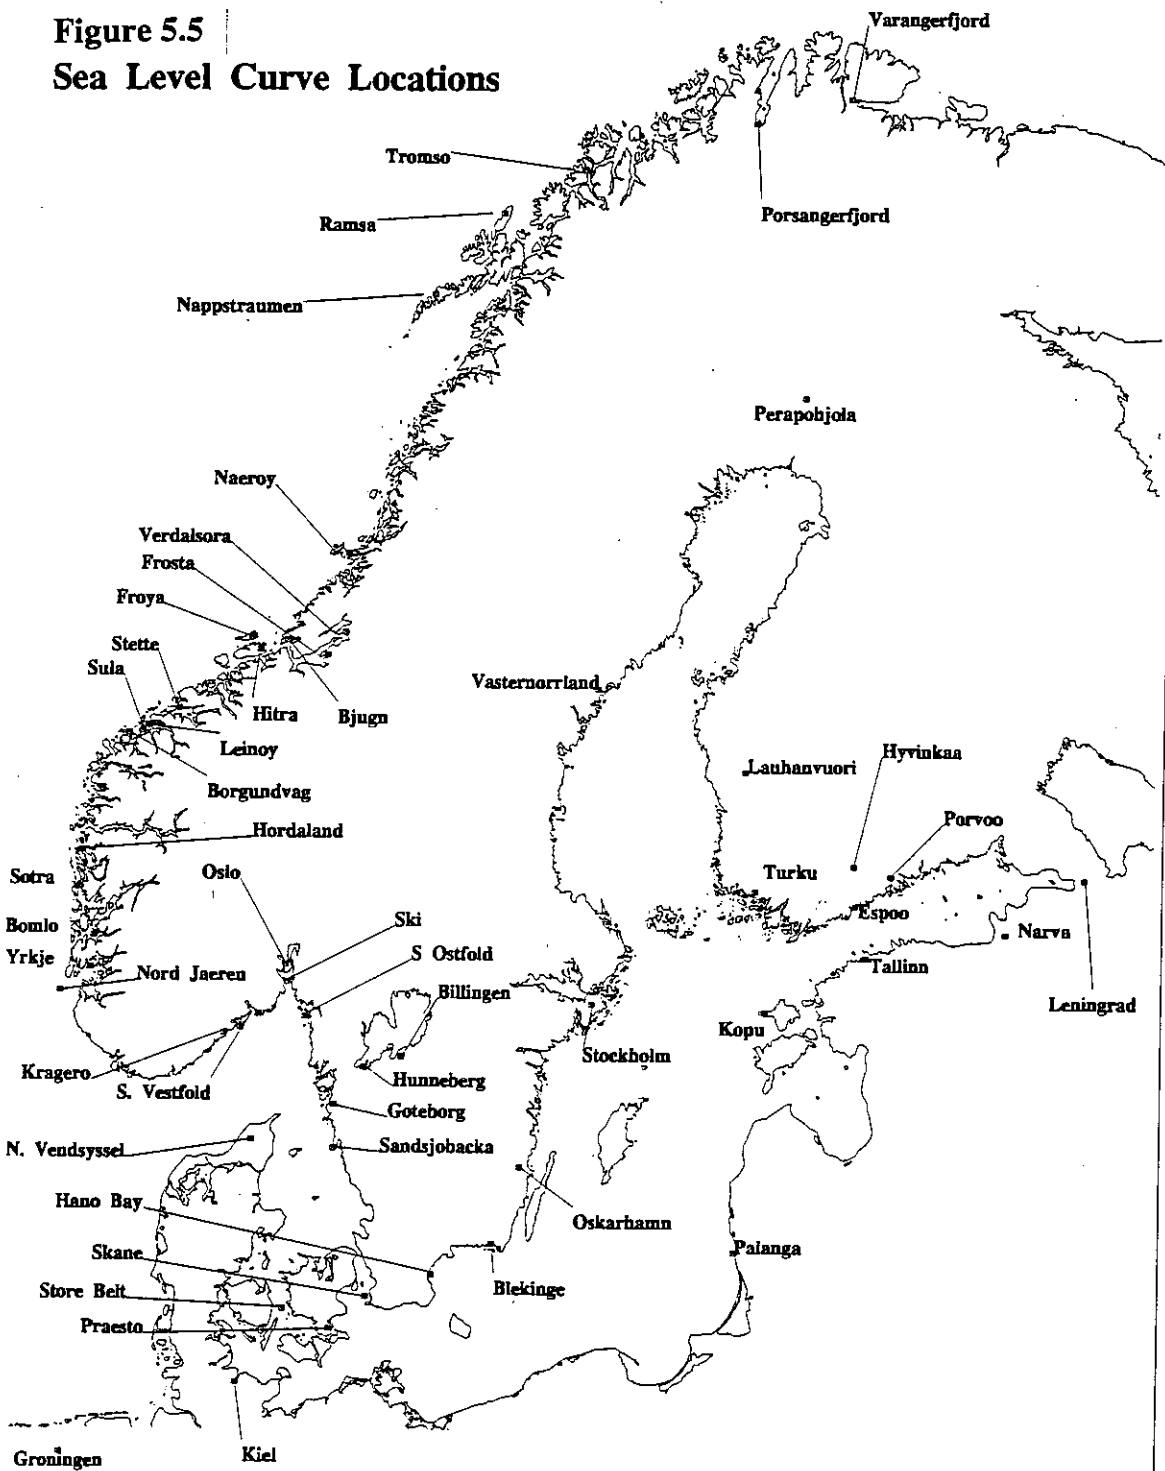 Figure 5.5
Sea Level Curve Locations
Varangerfjord
Tromso
Porsangerfjord
Ramsa
Nappstraumen
Perapohjola
Naeroy
Verdalsora
Frosta
Froya
Stette
Sula
Vasternorrland
Hitra
Bjugn
Leinoy
Hyvinkaa
Lauhanvuori
Borgundvag
Porvoo
Hordaland
Sotra
Oslo
Turku
Espoo
Bomlo
Ski
Narva
Yrkje
S Ostfold
Nord Jaeren
Tallinn
Billingen
Leningrad
Kopu
Stockholm
Kragero
S. Vestfold
Hunneberg
Goteborg
N. Vendsyssel
Sandsjobacka
Hano Bay
Oskarhamn
Skane
Palanga
Store Belt
Blekinge
Praesto
Kiel
Groningen